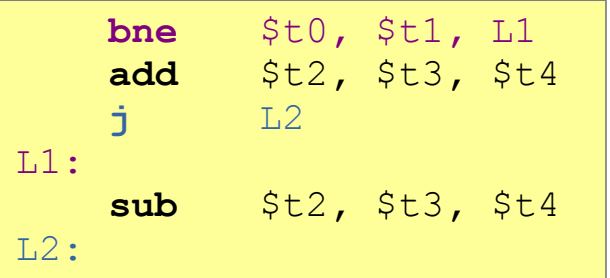 bne $t0, $t1, L1
add $t2, $t3, $t4
j L2
L1:
sub $t2, $t3, $t4
L2: